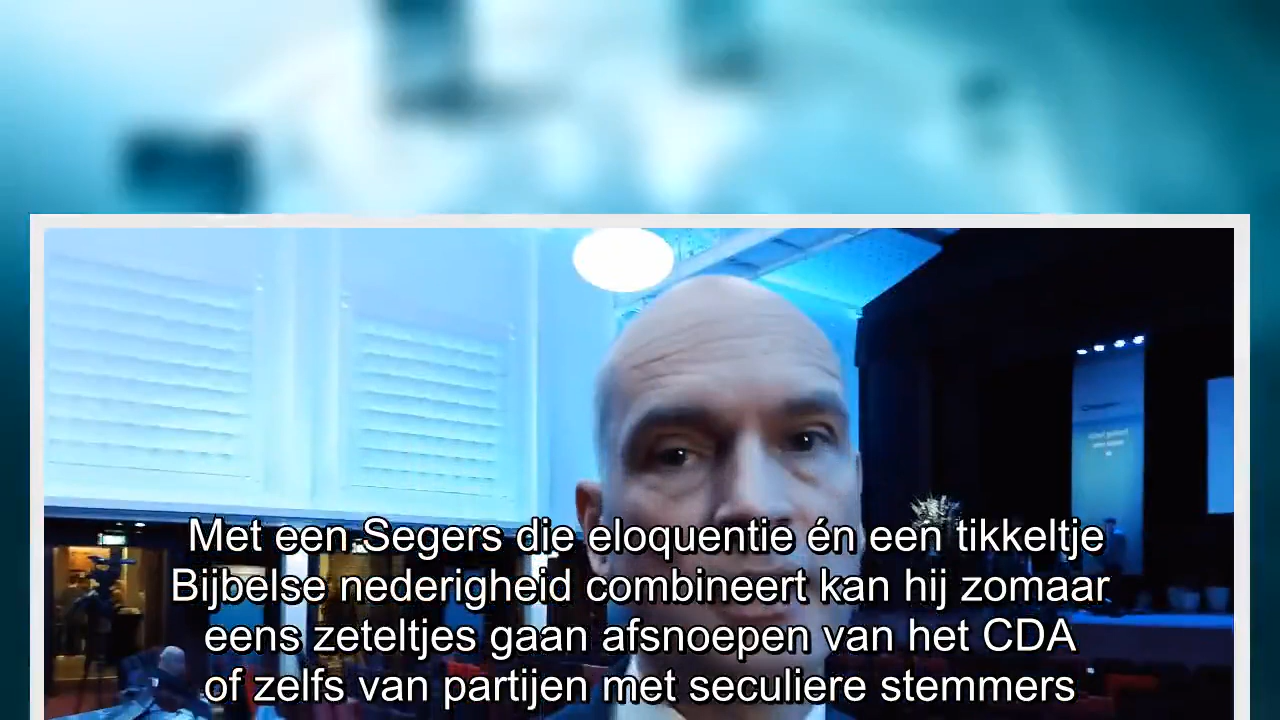 Met een Segers die eloquentie én een tikkeltje
Bijbelse nederigheid combineert kan hij zomaar
eens zeteltjes gaan afsnoepen van het CDA
of zelfs van partijen met seculiere stemmers